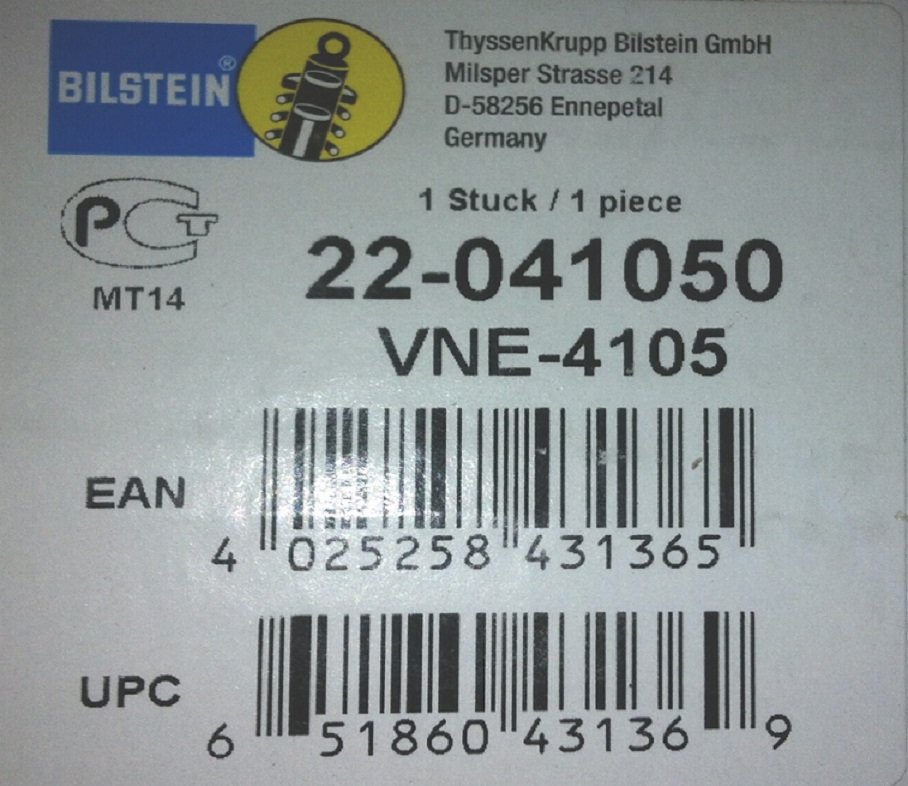 BILSTEIN®
ThyssenKrupp Bilstein GmbH
Milsper Strasse 214
D-58256 Ennepetal
Germany
PCT
MT14
1 Stuck / 1 piece
22-041050
VNE-4105
EAN
4 025258 431365
UPC
6 51860 43136 9